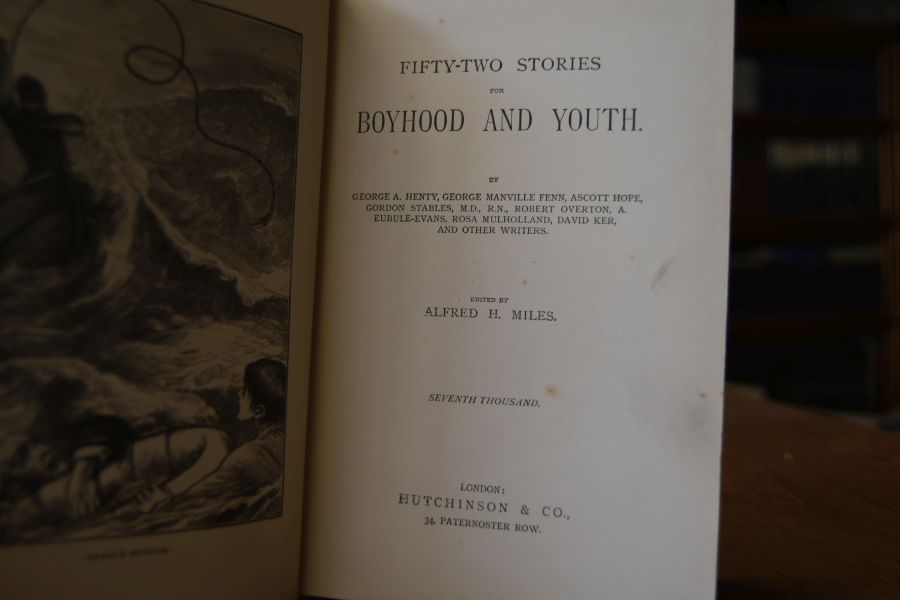 FIFTY-TWO STORIES
FOR
BOYHOOD AND YOUTH.
BY
GEORGE A. HENTY, GEORGE MANVILLE FENN, ASCOTT HOPE,
GORDON STABLES, M.D., R.N., ROBERT OVERTON, A.
EUBULE-EVANS, ROSA MULHOLLAND, DAVID KER,
AND OTHER WRITERS.
EDITED BY
ALFRED H. MILES.
SEVENTH THOUSAND.
LONDON:
HUTCHINSON & CO.,
34, PATERNOSTER ROW.